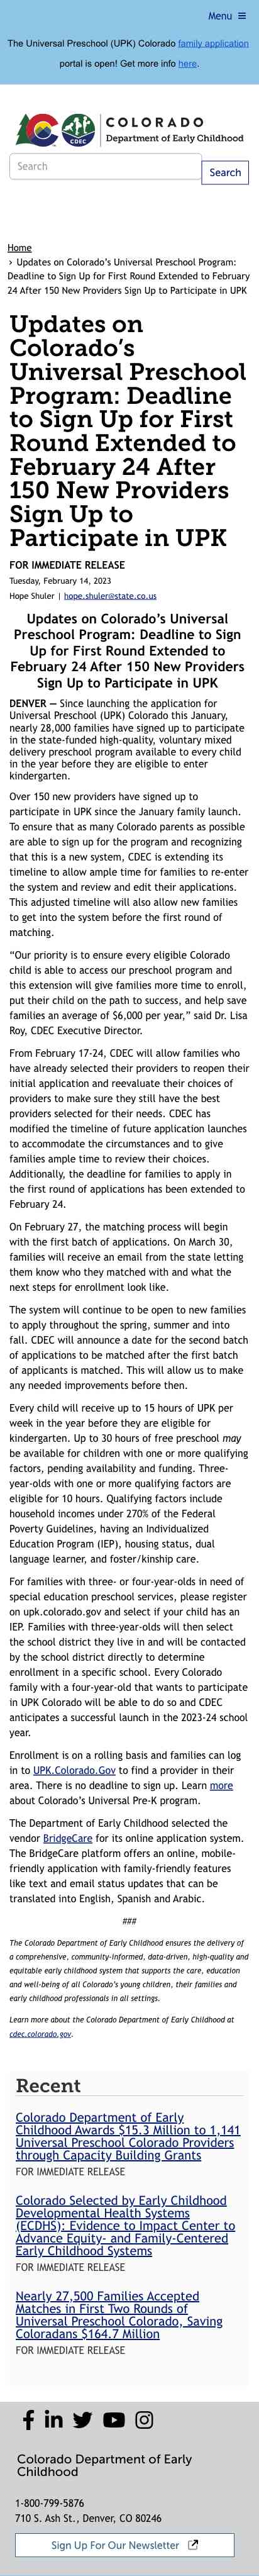 Menu ≡
The Universal Preschool (UPK) Colorado family application
portal is open! Get more info here.
CDEC
COLORADO
Department of Early Childhood
Search
Search
Home
› Updates on Colorado’s Universal Preschool Program:
Deadline to Sign Up for First Round Extended to February
24 After 150 New Providers Sign Up to Participate in UPK
Updates on
Colorado’s
Universal Preschool
Program: Deadline
to Sign Up for First
Round Extended to
February 24 After
150 New Providers
Sign Up to
Participate in UPK
FOR IMMEDIATE RELEASE
Tuesday, February 14, 2023
Hope Shuler | hope.shuler@state.co.us
Updates on Colorado’s Universal
Preschool Program: Deadline to Sign
Up for First Round Extended to
February 24 After 150 New Providers
Sign Up to Participate in UPK
DENVER — Since launching the application for
Universal Preschool (UPK) Colorado this January,
nearly 28,000 families have signed up to participate
in the state-funded high-quality, voluntary mixed
delivery preschool program available to every child
in the year before they are eligible to enter
kindergarten.
Over 150 new providers have signed up to
participate in UPK since the January family launch.
To ensure that as many Colorado parents as possible
are able to sign up for the program and recognizing
that this is a new system, CDEC is extending its
timeline to allow ample time for families to re-enter
the system and review and edit their applications.
This adjusted timeline will also allow new families
to get into the system before the first round of
matching.
“Our priority is to ensure every eligible Colorado
child is able to access our preschool program and
this extension will give families more time to enroll,
put their child on the path to success, and help save
families an average of $6,000 per year,” said Dr. Lisa
Roy, CDEC Executive Director.
From February 17-24, CDEC will allow families who
have already selected their providers to reopen their
initial application and reevaluate their choices of
providers to make sure they still have the best
providers selected for their needs. CDEC has
modified the timeline of future application launches
to accommodate the circumstances and to give
families ample time to review their choices.
Additionally, the deadline for families to apply in
the first round of applications has been extended to
February 24.
On February 27, the matching process will begin
with the first batch of applications. On March 30,
families will receive an email from the state letting
them know who they matched with and what the
next steps for enrollment look like.
The system will continue to be open to new families
to apply throughout the spring, summer and into
fall. CDEC will announce a date for the second batch
of applications to be matched after the first batch
of applicants is matched. This will allow us to make
any needed improvements before then.
Every child will receive up to 15 hours of UPK per
week in the year before they are eligible for
kindergarten. Up to 30 hours of free preschool may
be available for children with one or more qualifying
factors, pending availability and funding. Three-
year-olds with one or more qualifying factors are
eligible for 10 hours. Qualifying factors include
household incomes under 270% of the Federal
Poverty Guidelines, having an Individualized
Education Program (IEP), housing status, dual
language learner, and foster/kinship care.
For families with three- or four-year-olds in need of
special education preschool services, please register
on upk.colorado.gov and select if your child has an
IEP. Families with three-year-olds will then select
the school district they live in and will be contacted
by the school district directly to determine
enrollment in a specific school. Every Colorado
family with a four-year-old that wants to participate
in UPK Colorado will be able to do so and CDEC
anticipates a successful launch in the 2023-24 school
year.
Enrollment is on a rolling basis and families can log
in to UPK.Colorado.Gov to find a provider in their
area. There is no deadline to sign up. Learn more
about Colorado’s Universal Pre-K program.
The Department of Early Childhood selected the
vendor BridgeCare for its online application system.
The BridgeCare platform offers an online, mobile-
friendly application with family-friendly features
like text and email status updates that can be
translated into English, Spanish and Arabic.
###
The Colorado Department of Early Childhood ensures the delivery of
a comprehensive, community-informed, data-driven, high-quality and
equitable early childhood system that supports the care, education
and well-being of all Colorado’s young children, their families and
early childhood professionals in all settings.
Learn more about the Colorado Department of Early Childhood at
cdec.colorado.gov.
Recent
Colorado Department of Early
Childhood Awards $15.3 Million to 1,141
Universal Preschool Colorado Providers
through Capacity Building Grants
FOR IMMEDIATE RELEASE
Colorado Selected by Early Childhood
Developmental Health Systems
(ECDHS): Evidence to Impact Center to
Advance Equity- and Family-Centered
Early Childhood Systems
FOR IMMEDIATE RELEASE
Nearly 27,500 Families Accepted
Matches in First Two Rounds of
Universal Preschool Colorado, Saving
Coloradans $164.7 Million
FOR IMMEDIATE RELEASE
Colorado Department of Early
Childhood
1-800-799-5876
710 S. Ash St., Denver, CO 80246
Sign Up For Our Newsletter